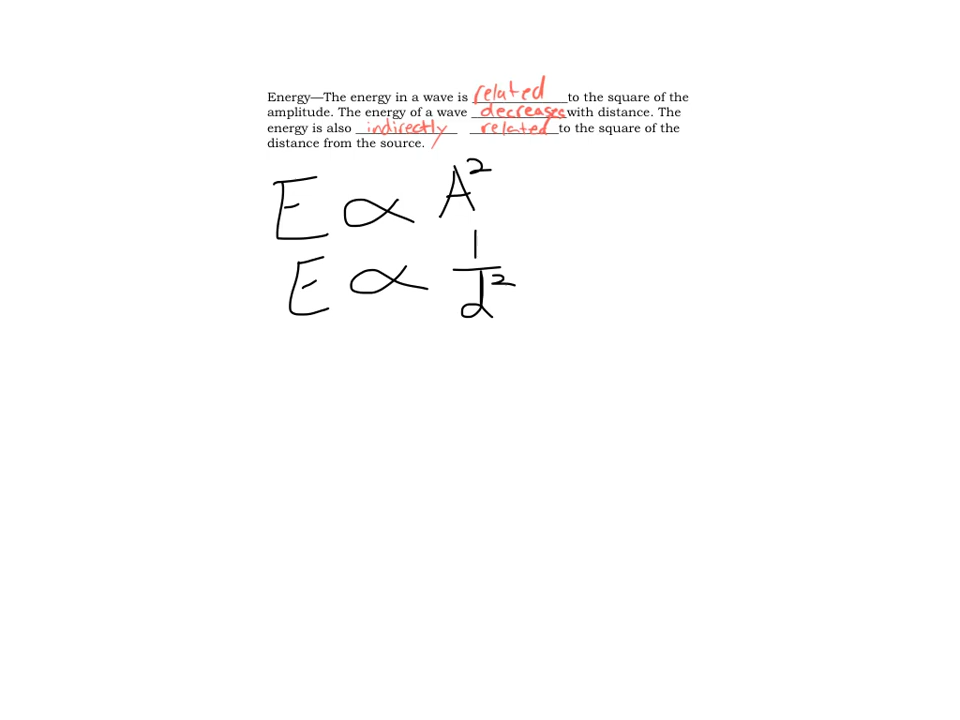 Energy—The energy in a wave is related to the square of the
amplitude. The energy of a wave decreases with distance. The
energy is also indirectly related to the square of the
distance from the source.
E ∝ A²
E ∝ 1/d²